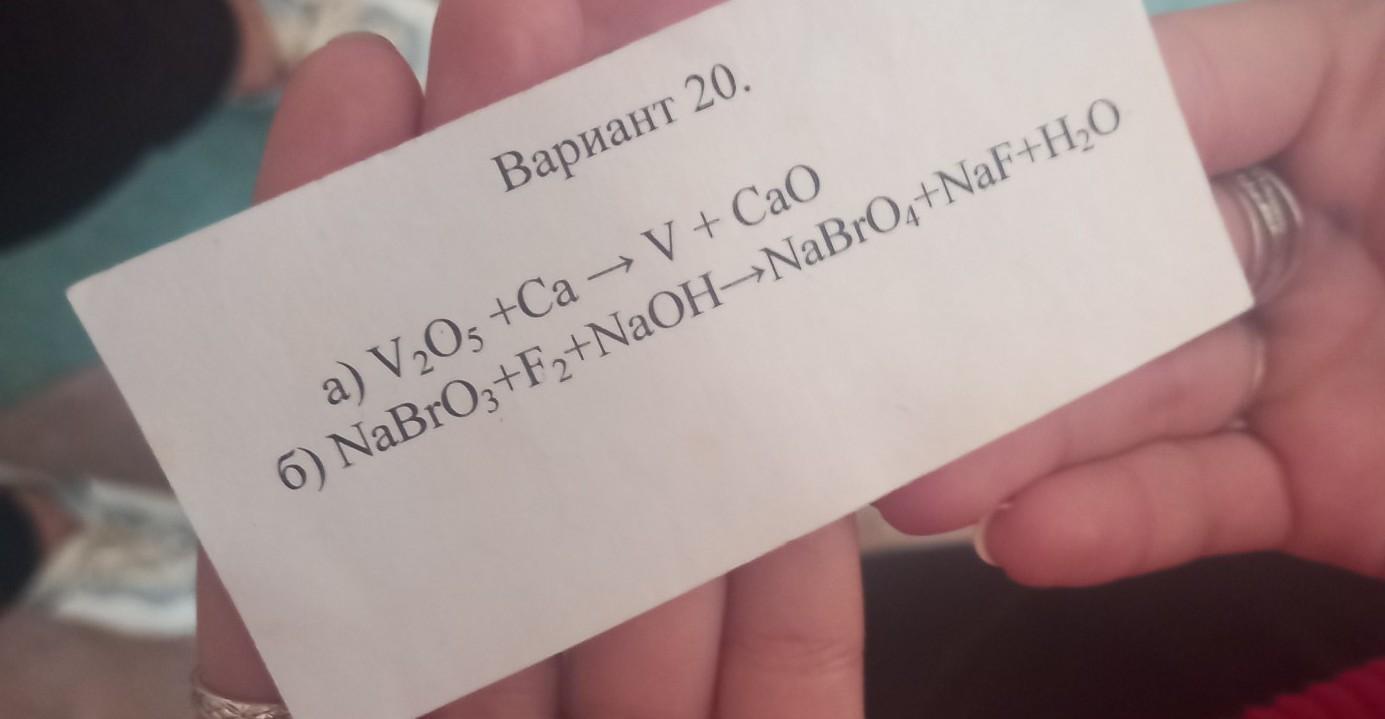 Вариант 20.
а) V₂O₅ +Ca → V + CaO
б) NaBrO₃+F₂+NaOH→NaBrO₄+NaF+H₂O